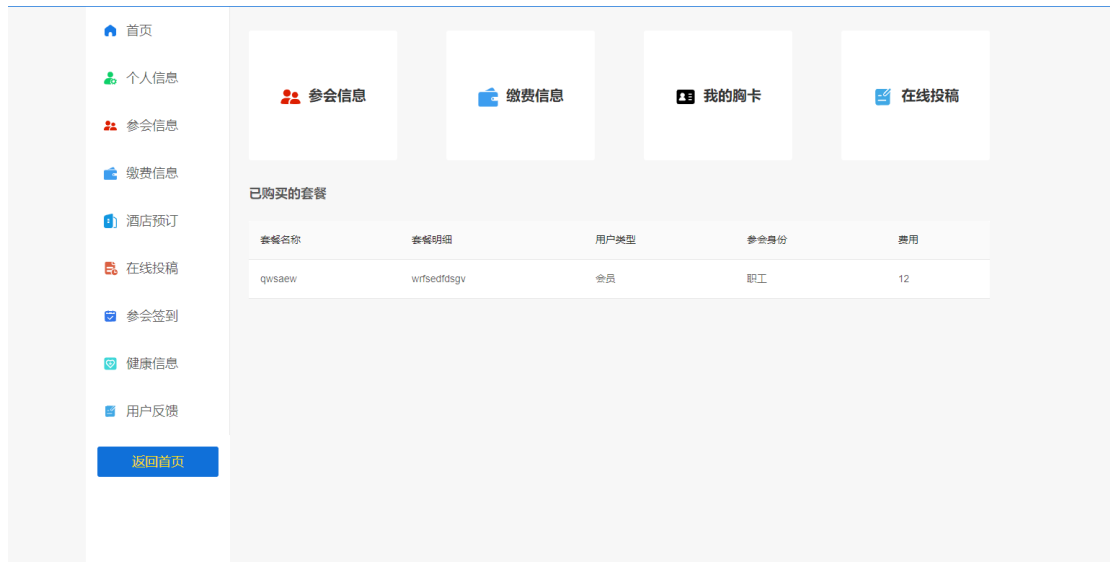 首页
个人信息
参会信息
缴费信息
酒店预订
在线投稿
参会签到
健康信息
用户反馈
返回首页
参会信息 缴费信息 我的胸卡 在线投稿
已购买的套餐
套餐名称 套餐明细 用户类型 参会身份 费用
qwsaew wrfsedfdsgv 会员 职工 12